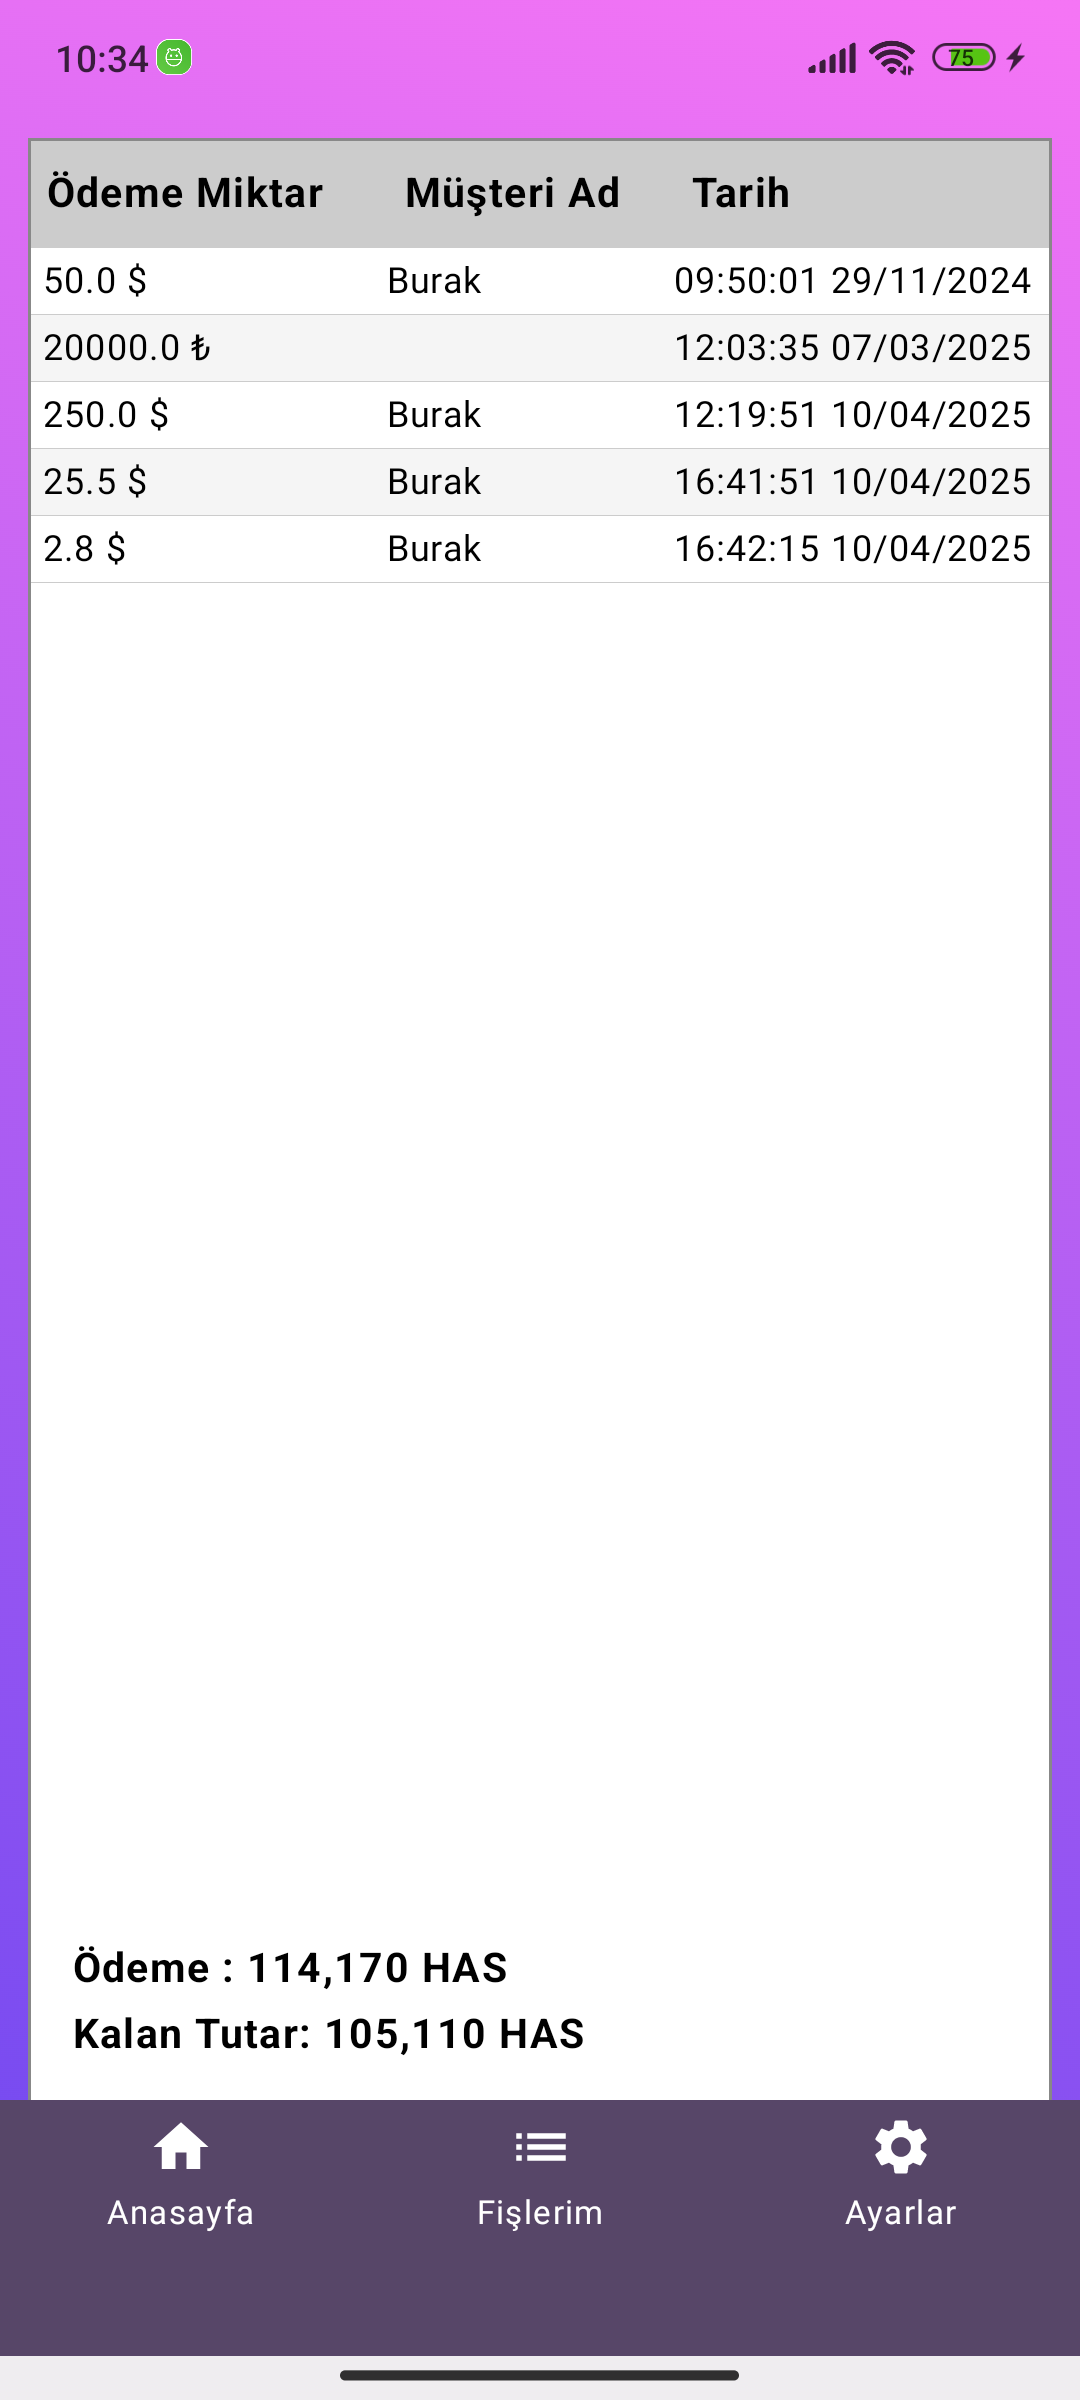 10:34
75
Ödeme Miktar Müşteri Ad Tarih
50.0 $ Burak 09:50:01 29/11/2024
20000.0 ₺ 12:03:35 07/03/2025
250.0 $ Burak 12:19:51 10/04/2025
25.5 $ Burak 16:41:51 10/04/2025
2.8 $ Burak 16:42:15 10/04/2025
Ödeme : 114,170 HAS
Kalan Tutar: 105,110 HAS
Anasayfa Fişlerim Ayarlar